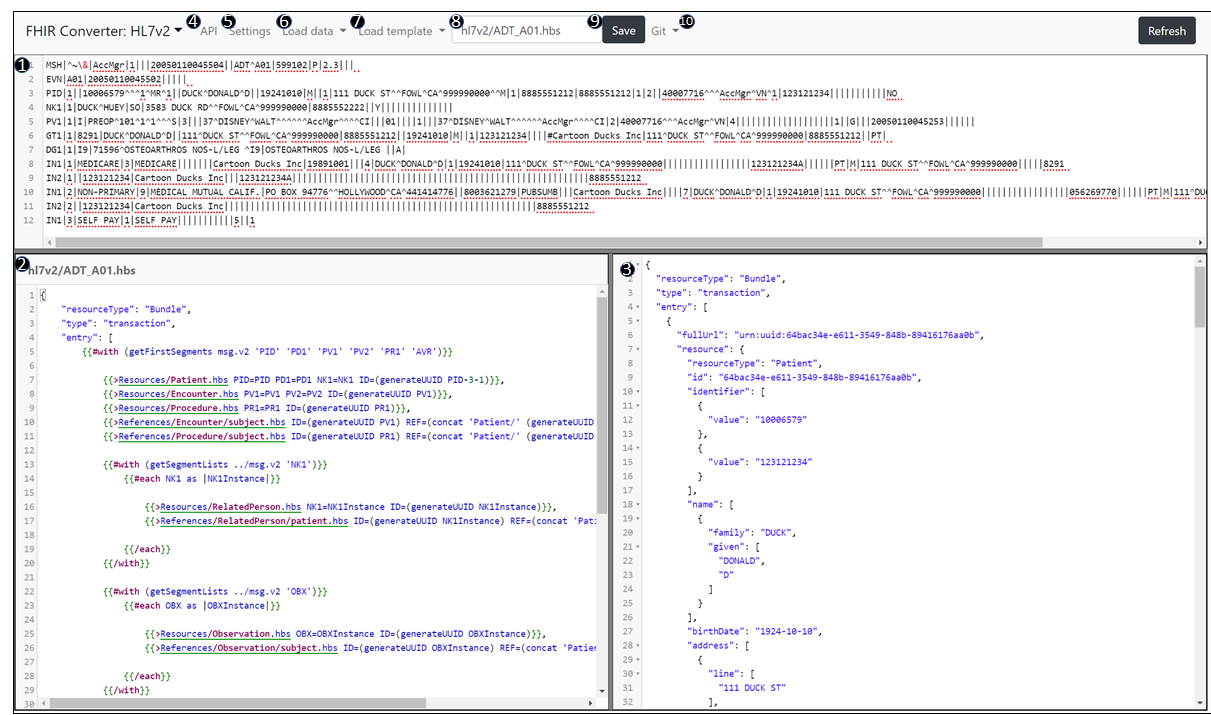 FHIR Converter: HL7v2 4 API 5 Settings 6 Load data 7 Load template 8 hl7v2/ADT_A01.hbs 9 Save Git 10 Refresh
1 MSH|^~\&|AccMgr|1|||20050110045504||ADT^A01|599102|P|2.3|||
2 EVN|A01|20050110045502|||||
3 PID|1||10006579^^^1^MR^1||DUCK^DONALD^D||19241010|M||1|111 DUCK ST^^FOWL^CA^999990000^^M|1|8885551212|8885551212|1|2||40007716^^^AccMgr^VN^1|123121234|||||||||||NO
4 NK1|1|DUCK^HUEY|SO|3583 DUCK RD^^FOWL^CA^999990000|8885552222||Y||||||||||||||
5 PV1|1|I|PREOP^101^1^1^^^S|3|||37^DISNEY^WALT^^^^^^AccMgr^^^^CI|||01||||1|||37^DISNEY^WALT^^^^^^AccMgr^^^^CI|2|40007716^^^AccMgr^VN|4|||||||||||||||||||1||G|||20050110045253||||||
6 GT1|1|8291|DUCK^DONALD^D||111^DUCK ST^^FOWL^CA^999990000|8885551212||19241010|M||1|123121234||||#Cartoon Ducks Inc|111^DUCK ST^^FOWL^CA^999990000|8885551212||PT|
7 DG1|1|I9|71596^OSTEOARTHROS NOS-L/LEG ^I9|OSTEOARTHROS NOS-L/LEG ||A|
8 IN1|1|MEDICARE|3|MEDICARE|||||||Cartoon Ducks Inc|19891001|||4|DUCK^DONALD^D|1|19241010|111^DUCK ST^^FOWL^CA^999990000|||||||||||||||||123121234A||||||PT|M|111 DUCK ST^^FOWL^CA^999990000|||||8291
9 IN2|1||123121234|Cartoon Ducks Inc|||123121234A||||||||||||||||||||||||||||||||||||||||||||||||||||||||8885551212
10 IN1|2|NON-PRIMARY|9|MEDICAL MUTUAL CALIF.|PO BOX 94776^^HOLLYWOOD^CA^441414776||8003621279|PUBSUMB|||Cartoon Ducks Inc||||7|DUCK^DONALD^D|1|19241010|111 DUCK ST^^FOWL^CA^999990000|||||||||||||||||056269770||||||PT|M|111^DU
11 IN2|2||123121234|Cartoon Ducks Inc||||||||||||||||||||||||||||||||||||||||||||||||||||||||||||8885551212
12 IN1|3|SELF PAY|1|SELF PAY|||||||||||5||1
2 hl7v2/ADT_A01.hbs
1 {
2 "resourceType": "Bundle",
3 "type": "transaction",
4 "entry": [
5 {{#with (getFirstSegments msg.v2 'PID' 'PD1' 'PV1' 'PV2' 'PR1' 'AVR')}}
6
7 {{>Resources/Patient.hbs PID=PID PD1=PD1 NK1=NK1 ID=(generateUUID PID-3-1)}},
8 {{>Resources/Encounter.hbs PV1=PV1 PV2=PV2 ID=(generateUUID PV1)}},
9 {{>Resources/Procedure.hbs PR1=PR1 ID=(generateUUID PR1)}},
10 {{>References/Encounter/subject.hbs ID=(generateUUID PV1) REF=(concat 'Patient/' (generateUUID
11 {{>References/Procedure/subject.hbs ID=(generateUUID PR1) REF=(concat 'Patient/' (generateUUID
12
13 {{#with (getSegmentLists ../msg.v2 'NK1')}}
14 {{#each NK1 as |NK1Instance|}}
15
16 {{>Resources/RelatedPerson.hbs NK1=NK1Instance ID=(generateUUID NK1Instance)}},
17 {{>References/RelatedPerson/patient.hbs ID=(generateUUID NK1Instance) REF=(concat 'Pati
18
19 {{/each}}
20 {{/with}}
21
22 {{#with (getSegmentLists ../msg.v2 'OBX')}}
23 {{#each OBX as |OBXInstance|}}
24
25 {{>Resources/Observation.hbs OBX=OBXInstance ID=(generateUUID OBXInstance)}},
26 {{>References/Observation/subject.hbs ID=(generateUUID OBXInstance) REF=(concat 'Patien
27
28 {{/each}}
29 {{/with}}
30
3 {
2 "resourceType": "Bundle",
3 "type": "transaction",
4 "entry": [
5 {
6 "fullUrl": "urn:uuid:64bac34e-e611-3549-848b-89416176aa0b",
7 "resource": {
8 "resourceType": "Patient",
9 "id": "64bac34e-e611-3549-848b-89416176aa0b",
10 "identifier": [
11 {
12 "value": "10006579"
13 },
14 {
15 "value": "123121234"
16 }
17 ],
18 "name": [
19 {
20 "family": "DUCK",
21 "given": [
22 "DONALD",
23 "D"
24 ]
25 }
26 ],
27 "birthDate": "1924-10-10",
28 "address": [
29 {
30 "line": [
31 "111 DUCK ST"
32 ],